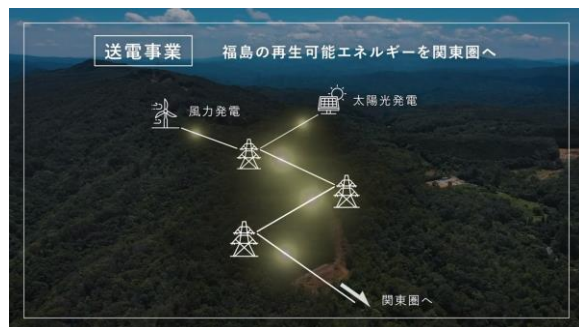 送電事業
福島の再生可能エネルギーを関東圏へ
風力発電
太陽光発電
関東圏へ